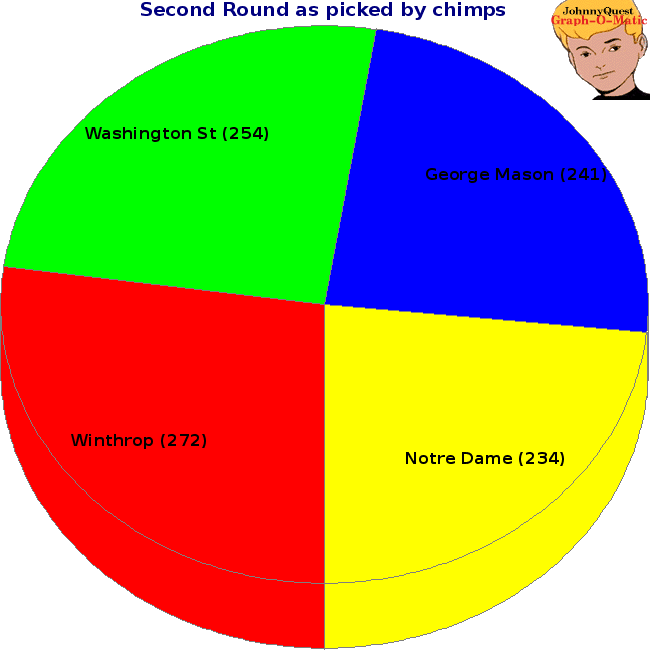 Second Round as picked by chimps
JohnnyQuest
Graph-O-Matic
Washington St (254)
George Mason (241)
Winthrop (272)
Notre Dame (234)